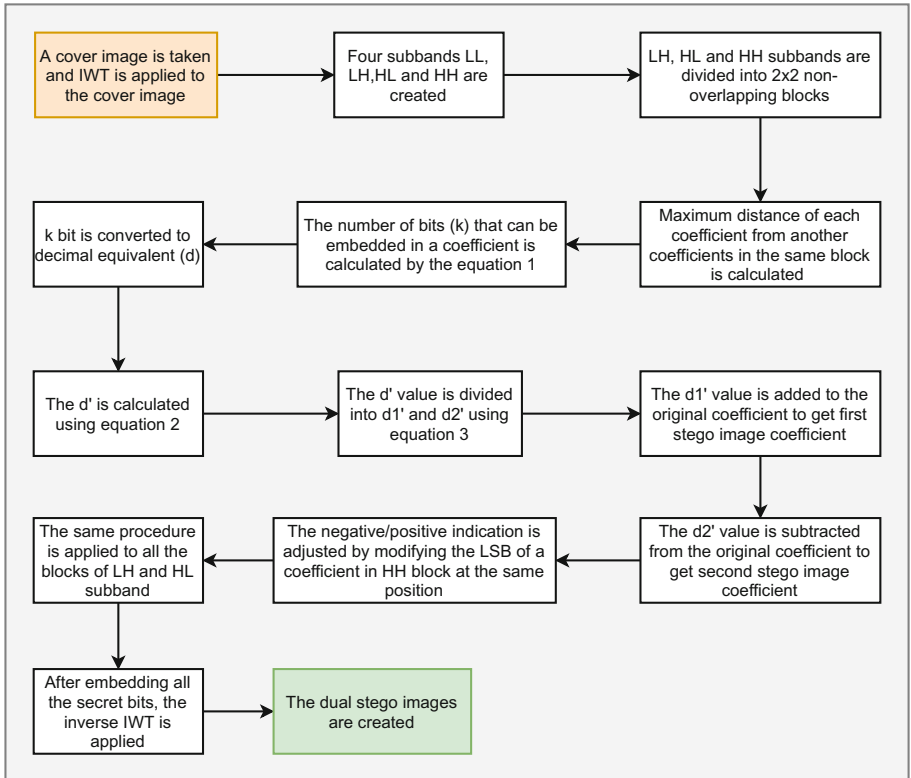 A cover image is taken
and IWT is applied to
the cover image
Four subbands LL,
LH,HL and HH are
created
LH, HL and HH subbands are
divided into 2x2 non-
overlapping blocks
Maximum distance of each
coefficient from another
coefficients in the same block
is calculated
The number of bits (k) that can be
embedded in a coefficient is
calculated by the equation 1
k bit is converted to
decimal equivalent (d)
The d' is calculated
using equation 2
The d' value is divided
into d1' and d2' using
equation 3
The d1' value is added to the
original coefficient to get first
stego image coefficient
The d2' value is subtracted
from the original coefficient to
get second stego image
coefficient
The negative/positive indication is
adjusted by modifying the LSB of a
coefficient in HH block at the same
position
The same procedure
is applied to all the
blocks of LH and HL
subband
After embedding all
the secret bits, the
inverse IWT is
applied
The dual stego images
are created